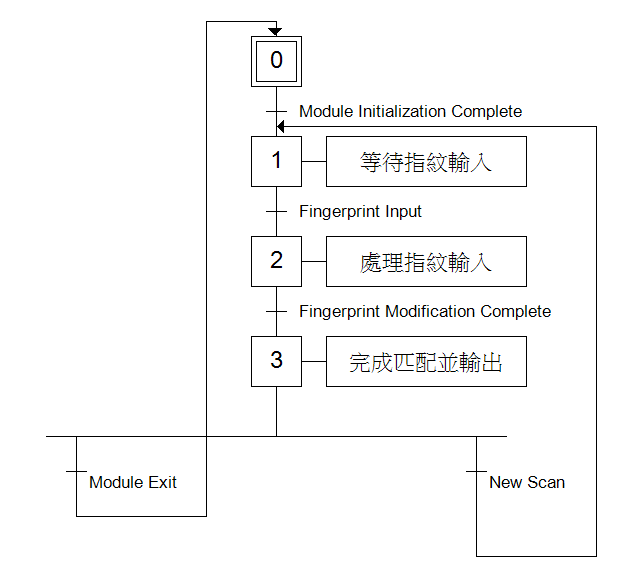 0
Module Initialization Complete
1
等待指紋輸入
Fingerprint Input
2
處理指紋輸入
Fingerprint Modification Complete
3
完成匹配並輸出
Module Exit
New Scan